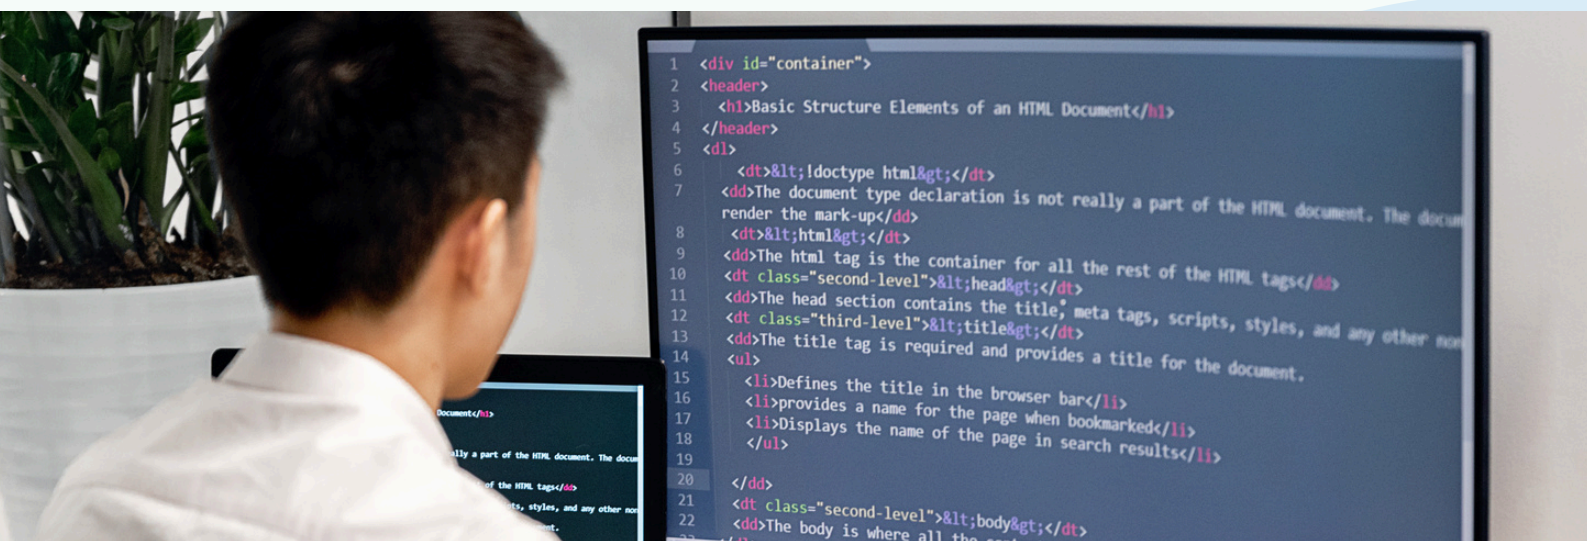 1 <div id="container">
2 <header>
3 <h1>Basic Structure Elements of an HTML Document</h1>
4 </header>
5 <dl>
6 <dt>&lt;!doctype html&gt;</dt>
7 <dd>The document type declaration is not really a part of the HTML document. The docum
render the mark-up</dd>
8 <dt>&lt;html&gt;</dt>
9 <dd>The html tag is the container for all the rest of the HTML tags</dd>
10 <dt class="second-level">&lt;head&gt;</dt>
11 <dd>The head section contains the title, meta tags, scripts, styles, and any other non
12 <dt class="third-level">&lt;title&gt;</dt>
13 <dd>The title tag is required and provides a title for the document.
14 <ul>
15 <li>Defines the title in the browser bar</li>
16 <li>provides a name for the page when bookmarked</li>
17 <li>Displays the name of the page in search results</li>
18 </ul>
19
20 </dd>
21 <dt class="second-level">&lt;body&gt;</dt>
22 <dd>The body is where all the
Document</h1>
ally a part of the HTML document. The docum
of the HTML tags</dd>
ts, styles, and any other non
ent.